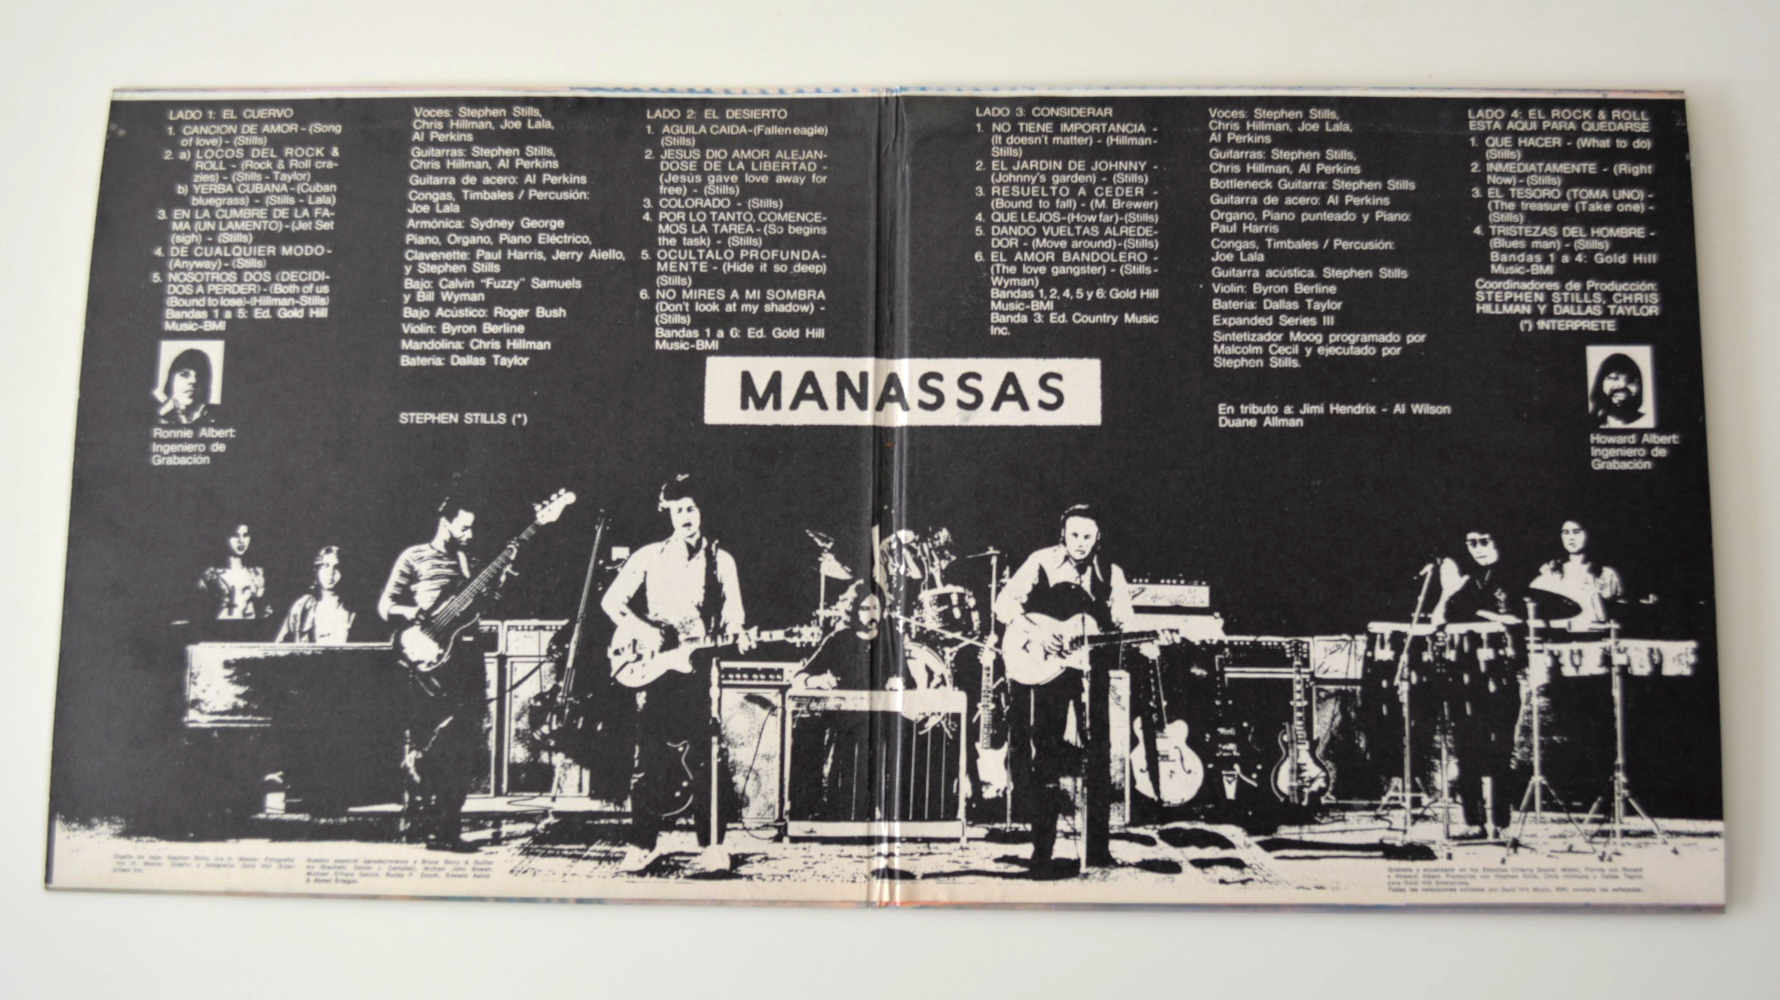 LADO 1: EL CUERVO
1. CANCION DE AMOR - (Song
of love) - (Stills)
2. a) LOCOS DEL ROCK &
ROLL - (Rock & Roll cra-
zies) - (Stills - Taylor)
b) YERBA CUBANA - (Cuban
bluegrass) - (Stills - Lala)
3. EN LA CUMBRE DE LA FA-
MA (UN LAMENTO) - (Jet Set
(sigh) - (Stills)
4. DE CUALQUIER MODO -
(Anyway) - (Stills)
5. NOSOTROS DOS (DECIDI-
DOS A PERDER) - (Both of us
(Bound to lose) - (Hillman-Stills)
Bandas 1 a 5: Ed. Gold Hill
Music-BMI
Ronnie Albert:
Ingeniero de
Grabación
Voces: Stephen Stills,
Chris Hillman, Joe Lala,
Al Perkins
Guitarras: Stephen Stills,
Chris Hillman, Al Perkins
Guitarra de acero: Al Perkins
Congas, Timbales / Percusión:
Joe Lala
Armónica: Sydney George
Piano, Organo, Piano Eléctrico,
Clavenette: Paul Harris, Jerry Aiello,
y Stephen Stills
Bajo: Calvin "Fuzzy" Samuels
y Bill Wyman
Bajo Acústico: Roger Bush
Violin: Byron Berline
Mandolina: Chris Hillman
Bateria: Dallas Taylor
STEPHEN STILLS (*)
LADO 2: EL DESIERTO
1. AGUILA CAIDA - (Fallen eagle)
(Stills)
2. JESUS DIO AMOR ALEJAN-
DOSE DE LA LIBERTAD -
(Jesus gave love away for
free) - (Stills)
3. COLORADO - (Stills)
4. POR LO TANTO, COMENCE-
MOS LA TAREA - (So begins
the task) - (Stills)
5. OCULTALO PROFUNDA-
MENTE - (Hide it so deep)
(Stills)
6. NO MIRES A MI SOMBRA
(Don't look at my shadow) -
(Stills)
Bandas 1 a 6: Ed. Gold Hill
Music-BMI
MANASSAS
LADO 3: CONSIDERAR
1. NO TIENE IMPORTANCIA -
(It doesn't matter) - (Hillman-
Stills)
2. EL JARDIN DE JOHNNY -
(Johnny's garden) - (Stills)
3. RESUELTO A CEDER -
(Bound to fall) - (M. Brewer)
4. QUE LEJOS - (How far) - (Stills)
5. DANDO VUELTAS ALREDE-
DOR - (Move around) - (Stills)
6. EL AMOR BANDOLERO -
(The love gangster) - (Stills -
Wyman)
Bandas 1, 2, 4, 5 y 6: Gold Hill
Music-BMI
Banda 3: Ed. Country Music
Inc.
Voces: Stephen Stills,
Chris Hillman, Joe Lala,
Al Perkins
Guitarras: Stephen Stills,
Chris Hillman, Al Perkins
Bottleneck Guitarra: Stephen Stills
Guitarra de acero: Al Perkins
Organo, Piano punteado y Piano:
Paul Harris
Congas, Timbales / Percusión:
Joe Lala
Guitarra acústica. Stephen Stills
Violin: Byron Berline
Bateria: Dallas Taylor
Expanded Series III
Sintetizador Moog programado por
Malcolm Cecil y ejecutado por
Stephen Stills.
En tributo a: Jimi Hendrix - Al Wilson
Duane Allman
LADO 4: EL ROCK & ROLL
ESTA AQUI PARA QUEDARSE
1. QUE HACER - (What to do)
(Stills)
2. INMEDIATAMENTE - (Right
Now) - (Stills)
3. EL TESORO (TOMA UNO) -
(The treasure (Take one) -
(Stills)
4. TRISTEZAS DEL HOMBRE -
(Blues man) - (Stills)
Bandas 1 a 4: Gold Hill
Music-BMI
Coordinadores de Producción:
STEPHEN STILLS, CHRIS
HILLMAN Y DALLAS TAYLOR
(*) INTERPRETE
Howard Albert:
Ingeniero de
Grabación